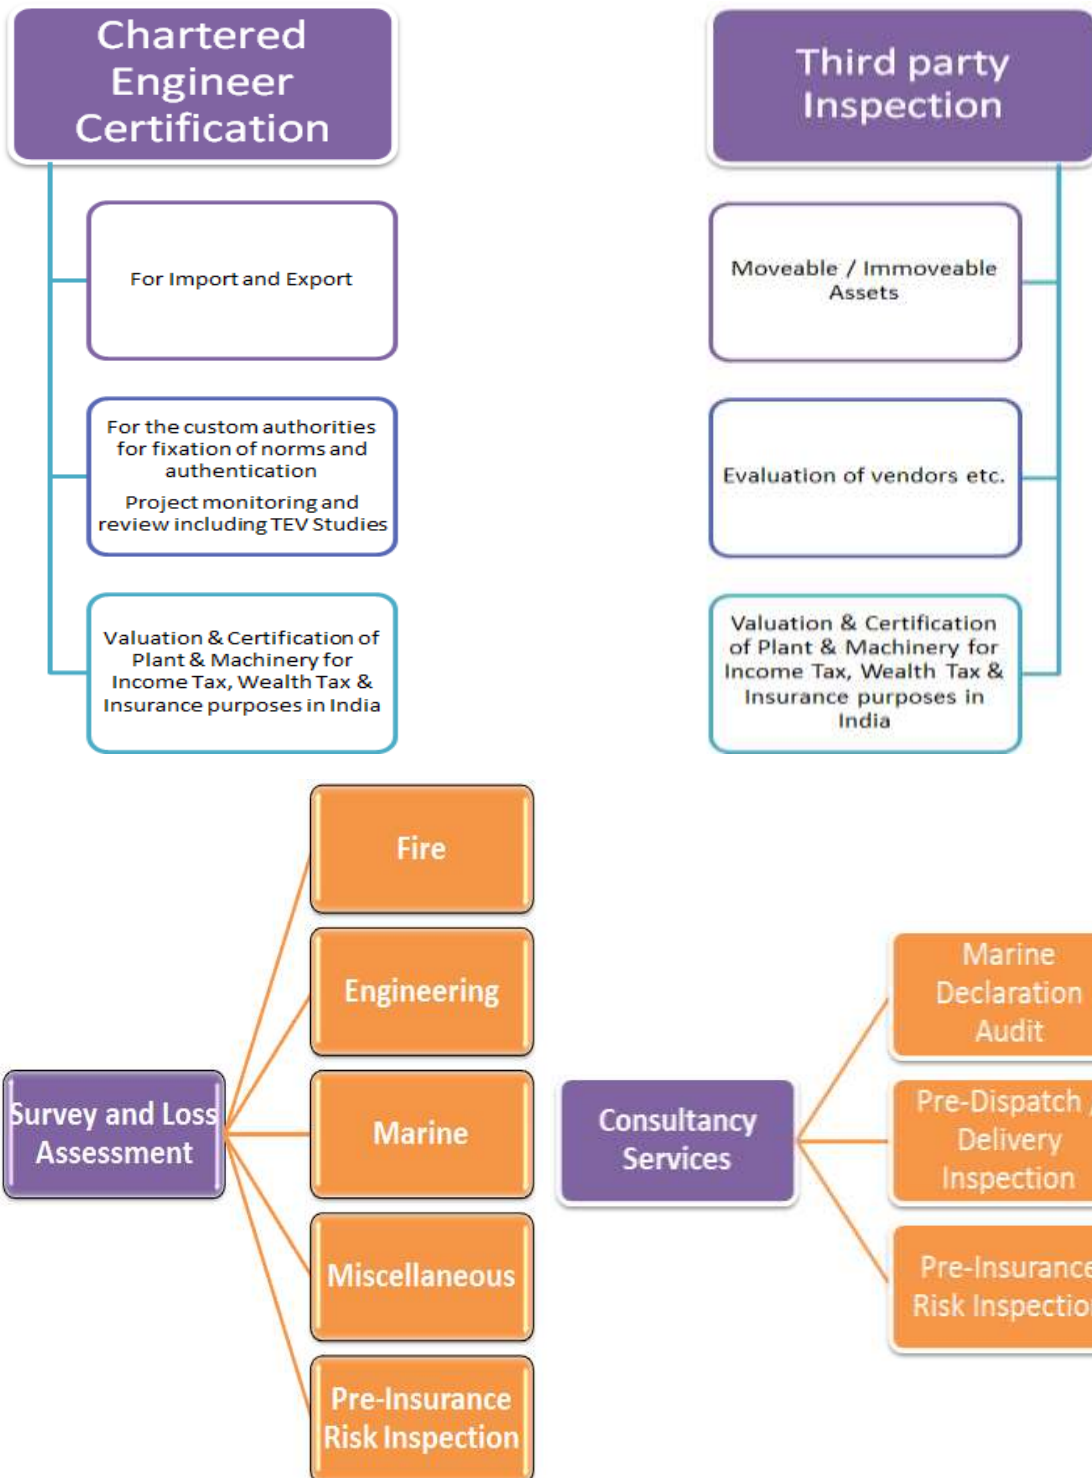 Chartered
Engineer
Certification
For Import and Export
For the custom authorities
for fixation of norms and
authentication
Project monitoring and
review including TEV Studies
Valuation & Certification of
Plant & Machinery for
Income Tax, Wealth Tax &
Insurance purposes in India
Third party
Inspection
Moveable / Immoveable
Assets
Evaluation of vendors etc.
Valuation & Certification
of Plant & Machinery for
Income Tax, Wealth Tax &
Insurance purposes in
India
Survey and Loss
Assessment
Fire
Engineering
Marine
Miscellaneous
Pre-Insurance
Risk Inspection
Consultancy
Services
Marine
Declaration
Audit
Pre-Dispatch /
Delivery
Inspection
Pre-Insurance
Risk Inspection